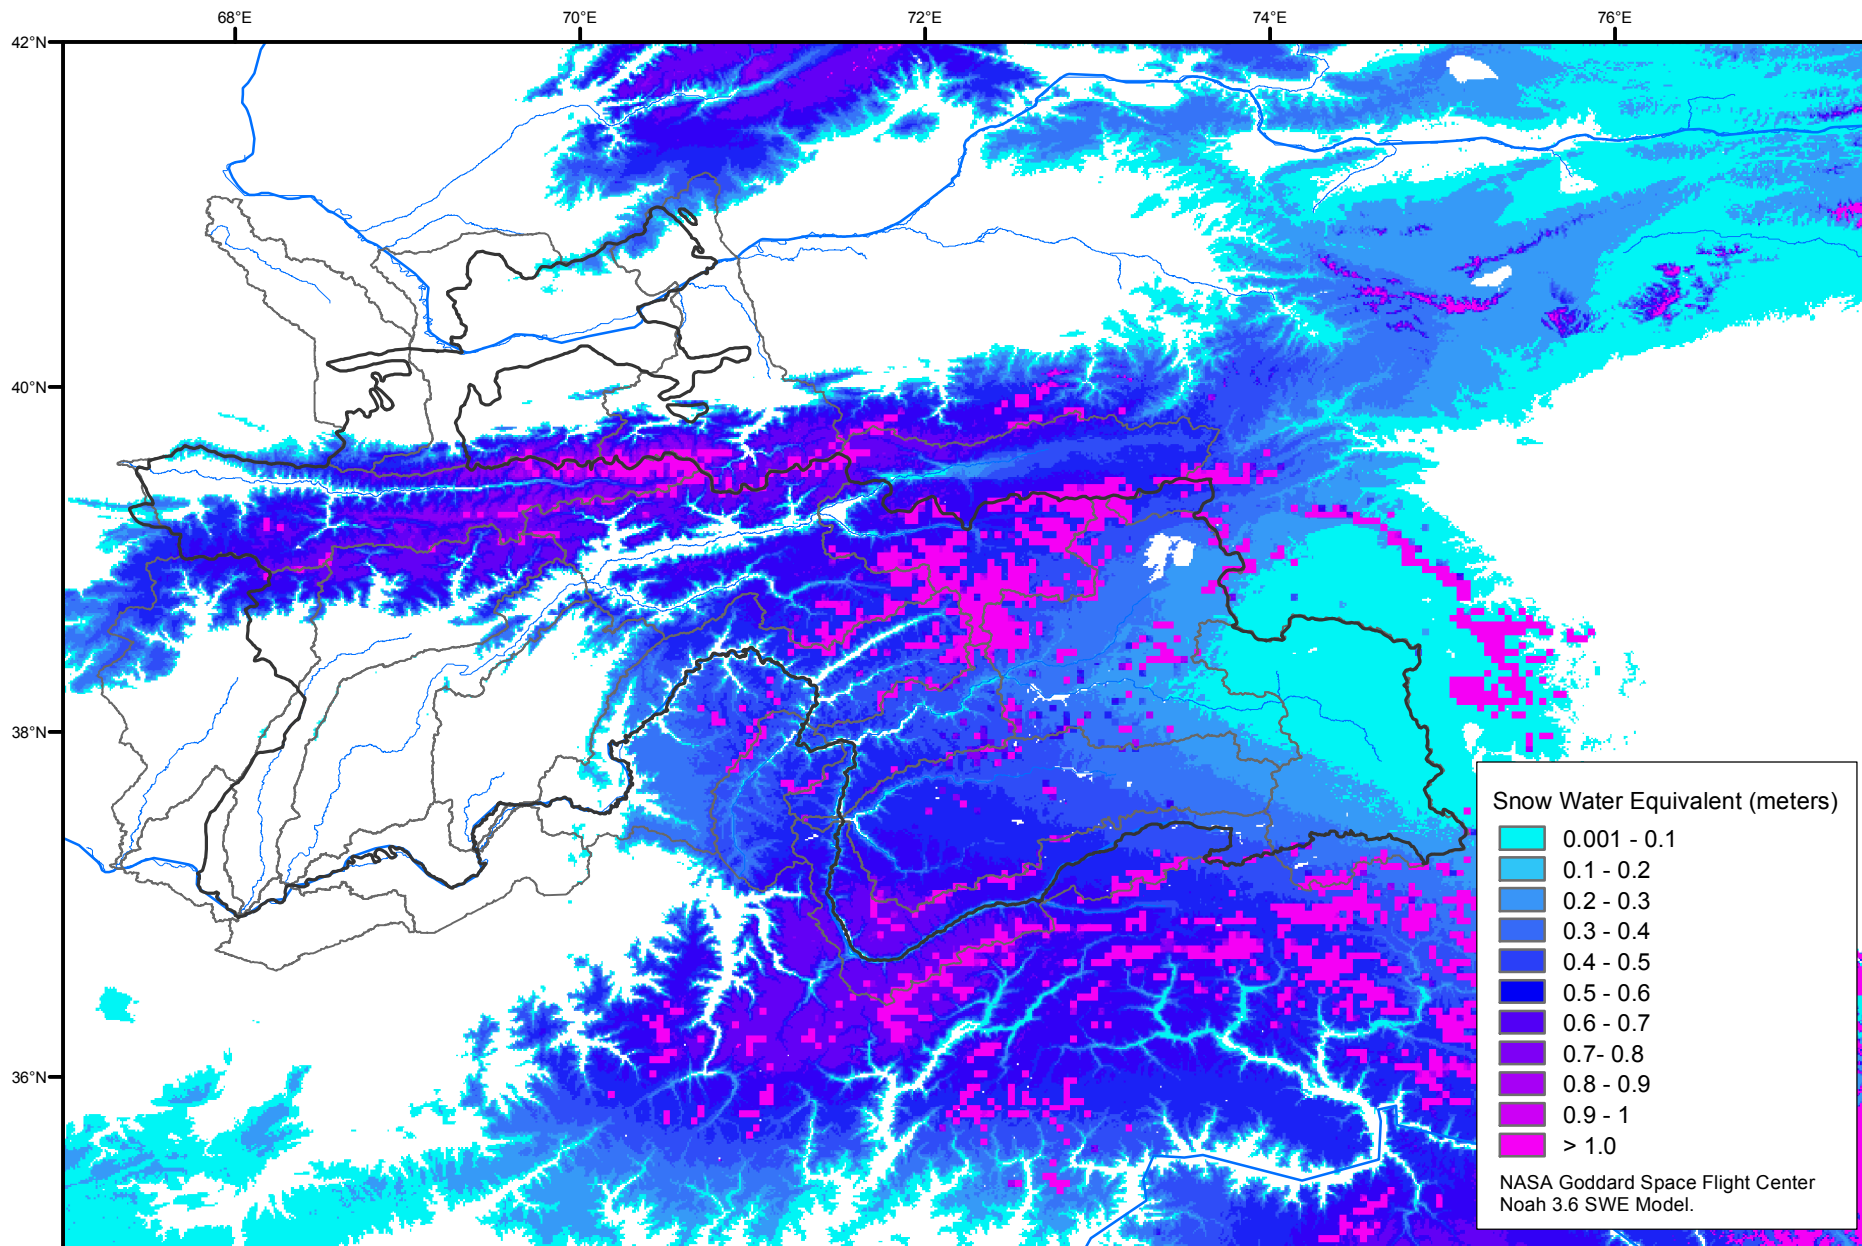 68°E
70°E
72°E
74°E
76°E
42°N
40°N
38°N
36°N
Snow Water Equivalent (meters)
0.001 - 0.1
0.1 - 0.2
0.2 - 0.3
0.3 - 0.4
0.4 - 0.5
0.5 - 0.6
0.6 - 0.7
0.7- 0.8
0.8 - 0.9
0.9 - 1
> 1.0
NASA Goddard Space Flight Center
Noah 3.6 SWE Model.